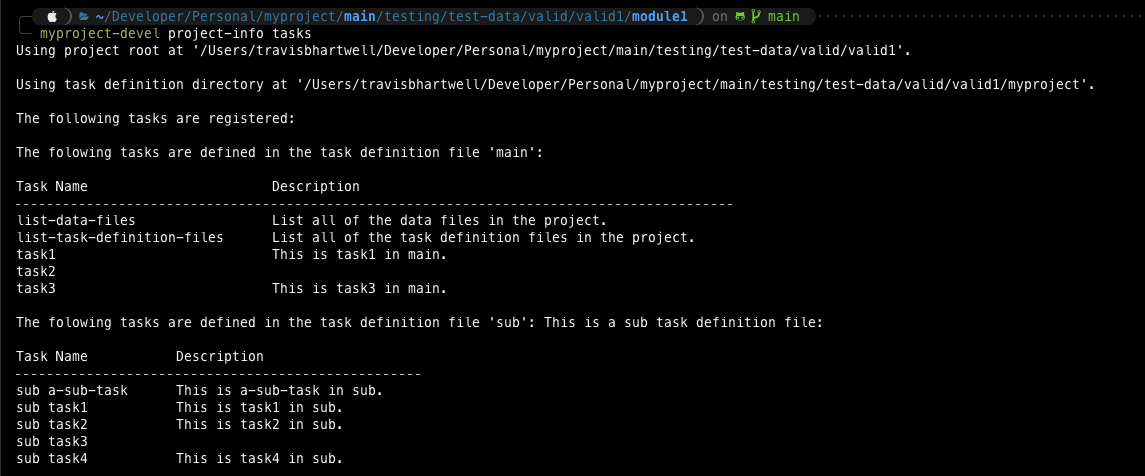 ~/Developer/Personal/myproject/main/testing/test-data/valid/valid1/module1 on main
myproject-devel project-info tasks
Using project root at '/Users/travisbhartwell/Developer/Personal/myproject/main/testing/test-data/valid/valid1'.
Using task definition directory at '/Users/travisbhartwell/Developer/Personal/myproject/main/testing/test-data/valid/valid1/myproject'.
The following tasks are registered:
The folowing tasks are defined in the task definition file 'main':
Task Name Description
------------------------------------------------------------------------------------------
list-data-files List all of the data files in the project.
list-task-definition-files List all of the task definition files in the project.
task1 This is task1 in main.
task2
task3 This is task3 in main.
The folowing tasks are defined in the task definition file 'sub': This is a sub task definition file:
Task Name Description
---------------------------------------------------
sub a-sub-task This is a-sub-task in sub.
sub task1 This is task1 in sub.
sub task2 This is task2 in sub.
sub task3
sub task4 This is task4 in sub.